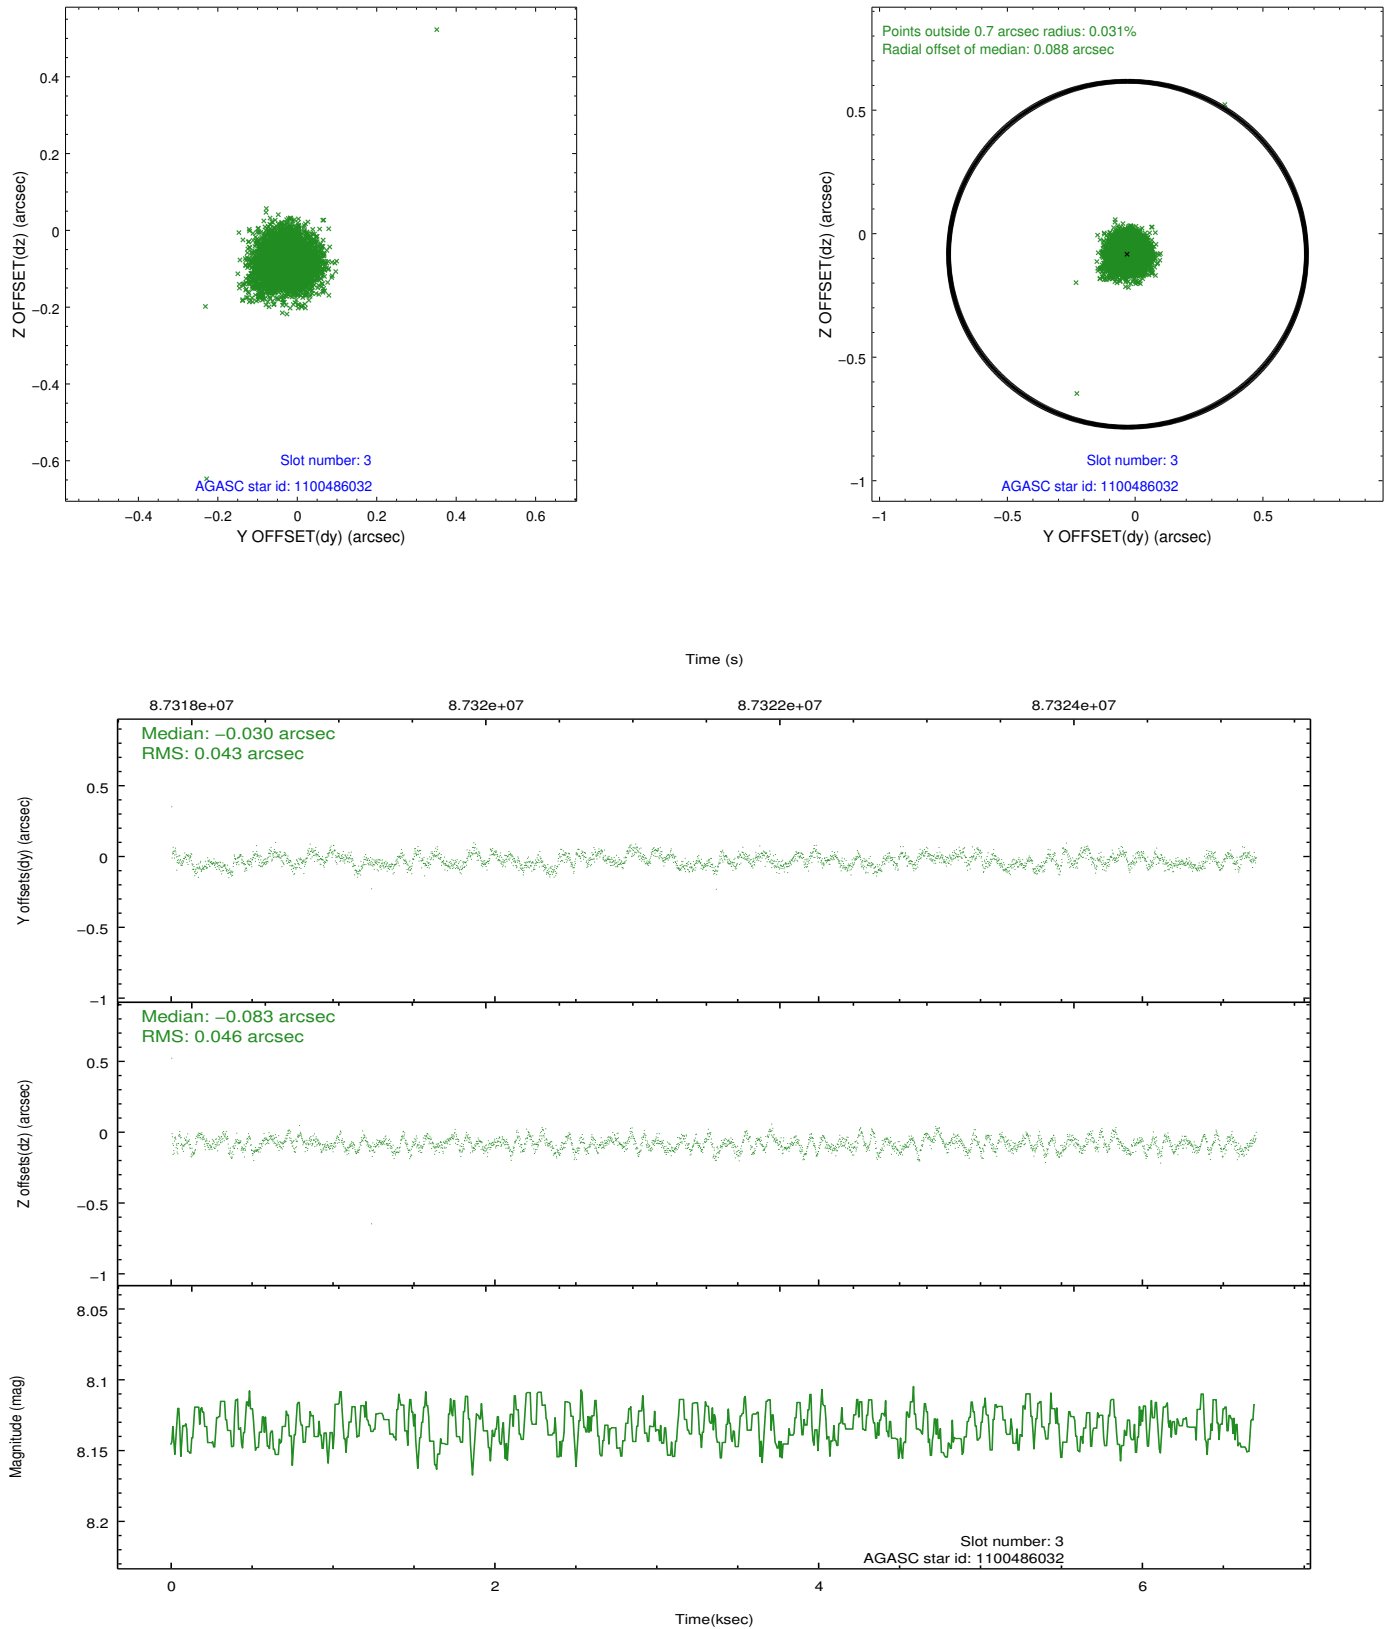 0.4
0.2
0
−0.2
−0.4
−0.6
Z OFFSET(dz) (arcsec)
Slot number: 3
AGASC star id: 1100486032
−0.4 −0.2 0 0.2 0.4 0.6
Y OFFSET(dy) (arcsec)
Points outside 0.7 arcsec radius: 0.031%
Radial offset of median: 0.088 arcsec
0.5
0
−0.5
−1
Z OFFSET(dz) (arcsec)
Slot number: 3
AGASC star id: 1100486032
−1 −0.5 0 0.5
Y OFFSET(dy) (arcsec)
Time (s)
8.7318e+07 8.732e+07 8.7322e+07 8.7324e+07
Median: −0.030 arcsec
RMS: 0.043 arcsec
0.5
0
−0.5
−1
Y offsets(dy) (arcsec)
Median: −0.083 arcsec
RMS: 0.046 arcsec
0.5
0
−0.5
−1
Z offsets(dz) (arcsec)
8.05
8.1
8.15
8.2
Magnitude (mag)
Slot number: 3
AGASC star id: 1100486032
0 2 4 6
Time(ksec)